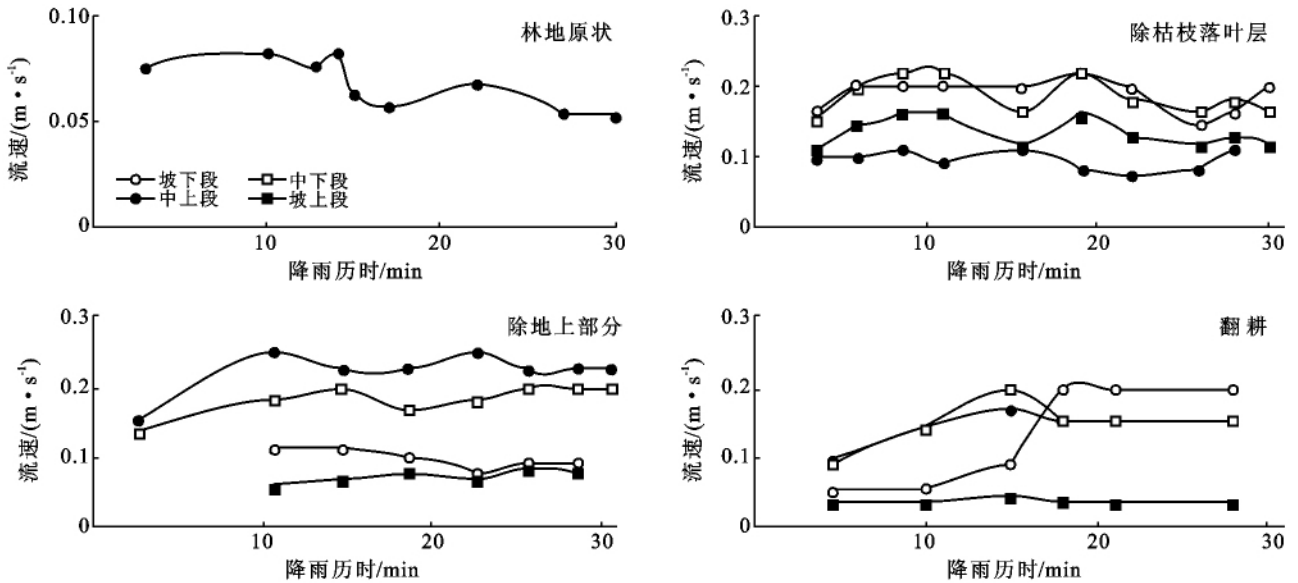 林地原状
0.10
0.05
0
流速/(m·s⁻¹)
坡下段 中下段
中上段 坡上段
10 20 30
降雨历时/min
除枯枝落叶层
0.3
0.2
0.1
0
流速/(m·s⁻¹)
10 20 30
降雨历时/min
除地上部分
0.3
0.2
0.1
0
流速/(m·s⁻¹)
10 20 30
降雨历时/min
翻耕
0.3
0.2
0.1
0
流速/(m·s⁻¹)
10 20 30
降雨历时/min